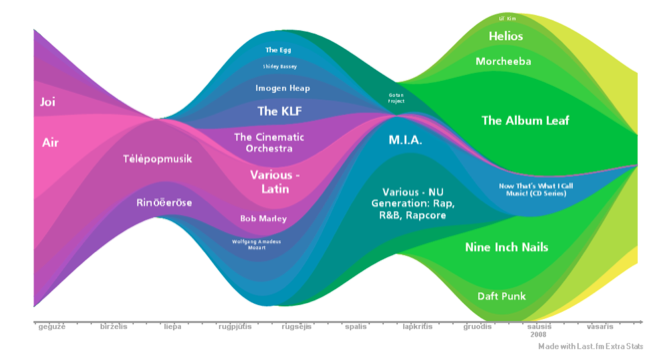 Lil' Kim
The Egg
Helios
Shirley Bassey
Morcheeba
Imogen Heap
Joi
Gotan
Project
The KLF
The Album Leaf
Air
The Cinematic
Orchestra
M.I.A.
Télépopmusik
Various -
Latin
Now That's What I Call
Music! (CD Series)
Various - NU
Generation: Rap,
R&B, Rapcore
Rinôçérôse
Bob Marley
Wolfgang Amadeus
Mozart
Nine Inch Nails
Daft Punk
gegužė birželis liepa rugpjūtis rugsėjis spalis lapkritis gruodis sausis vasaris
2008
Made with Last.fm Extra Stats